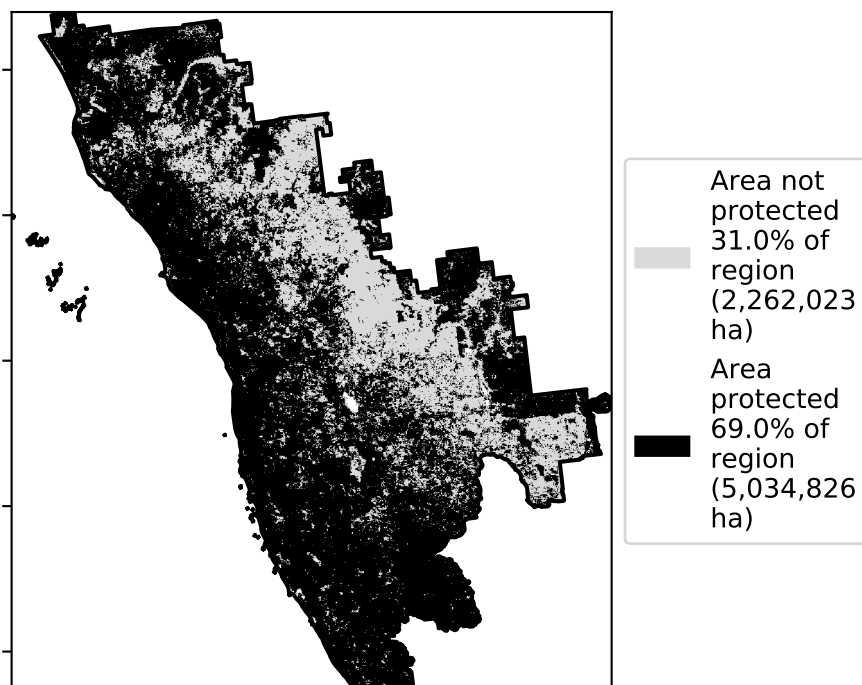 Area not
protected
31.0% of
region
(2,262,023
ha)
Area
protected
69.0% of
region
(5,034,826
ha)